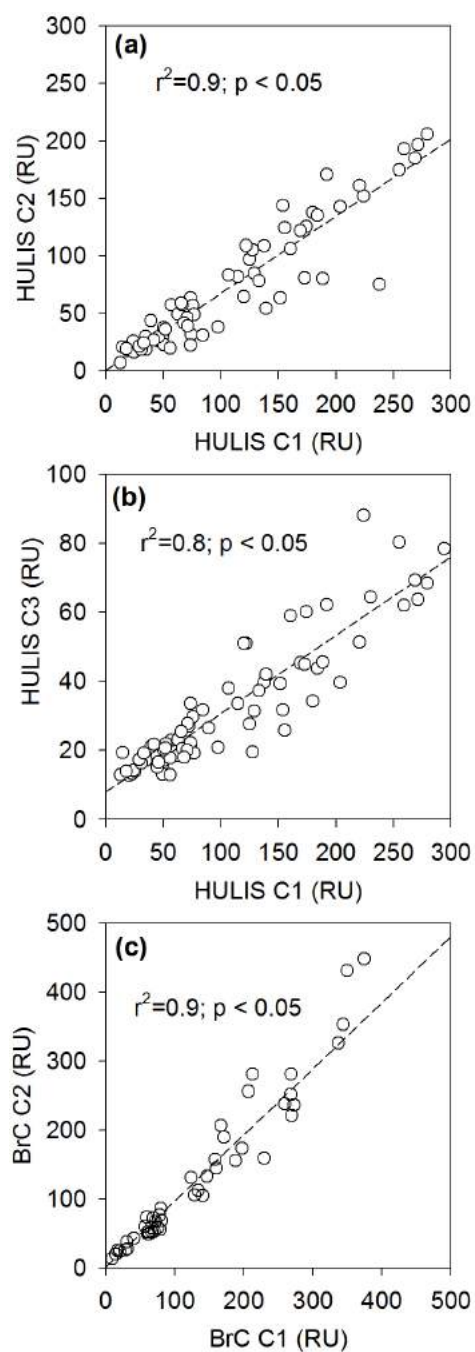 (a)
r²=0.9; p < 0.05
300
250
200
150
100
50
0
HULIS C2 (RU)
0 50 100 150 200 250 300
HULIS C1 (RU)
(b)
r²=0.8; p < 0.05
100
80
60
40
20
0
HULIS C3 (RU)
0 50 100 150 200 250 300
HULIS C1 (RU)
(c)
r²=0.9; p < 0.05
500
400
300
200
100
0
BrC C2 (RU)
0 100 200 300 400 500
BrC C1 (RU)